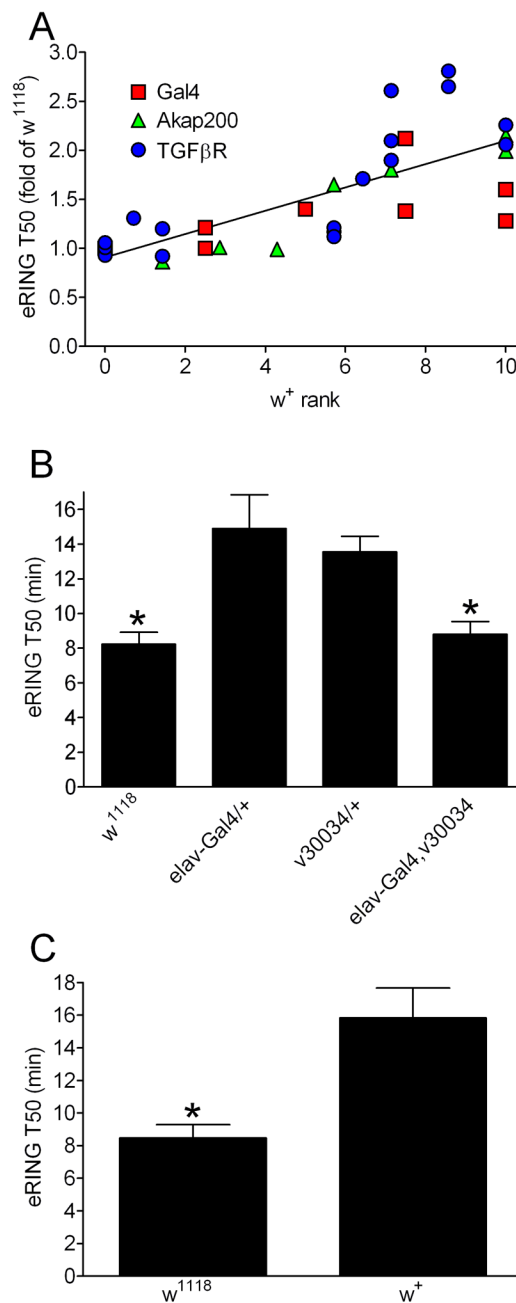 A
eRING T50 (fold of w1118)
3.0
2.5
2.0
1.5
1.0
0.5
0.0
Gal4
Akap200
TGFβR
0 2 4 6 8 10
w+ rank
B
eRING T50 (min)
16
14
12
10
8
6
4
2
0
*
*
w1118
elav-Gal4/+
v30034/+
elav-Gal4,v30034
C
eRING T50 (min)
18
16
14
12
10
8
6
4
2
0
*
w1118 w+